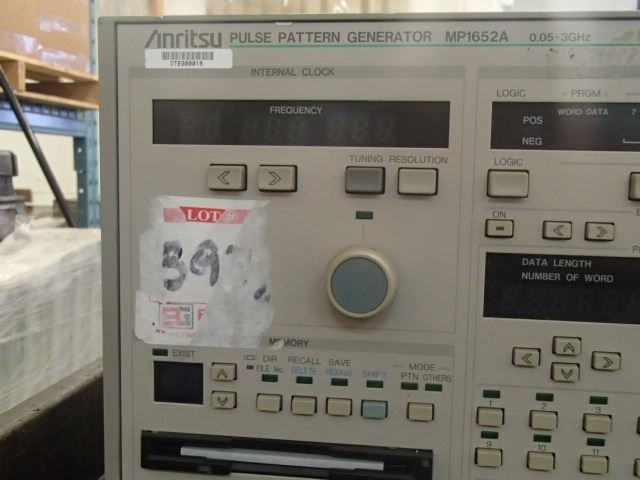 Anritsu PULSE PATTERN GENERATOR MP1652A 0.05-3GHz
OTE000016
INTERNAL CLOCK
FREQUENCY
TUNING RESOLUTION
LOT
39
MEMORY
EXIST
DIR RECALL SAVE
FILE No. DELETE RESAVE SHIFT
MODE
PTN OTHERS
LOGIC PRGM
WORD DATA 7
POS
NEG
LOGIC
ON
DATA LENGTH
NUMBER OF WORD
1 2 3
9 10 11